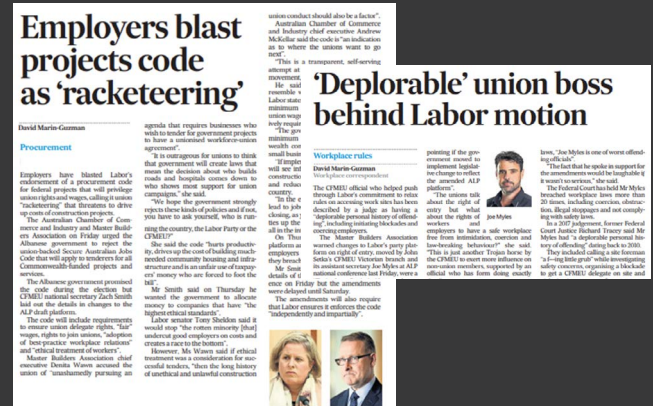 Employers blast
projects code
as 'racketeering'
David Marin-Guzman
Procurement
Employers have blasted Labor's
endorsement of a procurement code
for federal projects that will privilege
union rights and wages, calling it union
"racketeering" that threatens to drive
up costs of construction projects.
The Australian Chamber of Com-
merce and Industry and Master Build-
ers Association on Friday urged the
Albanese government to reject the
union-backed Secure Australian Jobs
Code that will apply to tenderers for all
Commonwealth-funded projects and
services.
The Albanese government promised
the code during the election but
CFMEU national secretary Zach Smith
laid out the details in changes to the
ALP draft platform.
The code will include requirements
to ensure union delegate rights, "fair"
wages, rights to join unions, "adoption
of best-practice workplace relations"
and "ethical treatment of workers".
Master Builders Association chief
executive Denita Wawn accused the
union of "unashamedly pursuing an
agenda that requires businesses who
wish to tender for government projects
to have a unionised workforce-union
agreement".
"It is outrageous for unions to think
that government will create laws that
mean the decision about who builds
roads and hospitals comes down to
who shows most support for union
campaigns," she said.
"We hope the government strongly
rejects these kinds of policies and if not,
you have to ask yourself, who is run-
ning the country, the Labor Party or the
CFMEU?"
She said the code "hurts productiv-
ity, drives up the cost of building much-
needed community housing and infra-
structure and is an unfair use of taxpay-
ers' money who are forced to foot the
bill".
Mr Smith said on Thursday he
wanted the government to allocate
money to companies that have "the
highest ethical standards".
Labor senator Tony Sheldon said it
would stop "the rotten minority [that]
undercut good employers on costs and
creates a race to the bottom".
However, Ms Wawn said if ethical
treatment was a consideration for suc-
cessful tenders, "then the long history
of unethical and unlawful construction
union conduct should also be a factor".
Australian Chamber of Commerce
and Industry chief executive Andrew
McKellar said the code is "an indication
as to where the unions want to go
next".
"This is a transparent, self-serving
attempt at
movement,
He said
resemble
Labor state
minimum
union wag
ively requir
"The gov
minimum
wealth con
small busin
"If imple
will see inf
constructio
and reduc
country.
"In the e
lead to job
closing, as
ties up the
all in the in
On Thu
platform a
employers
they breach
Mr Smit
details of
ence on Friday but the amendments
were delayed until Saturday.
The amendments will also require
that Labor ensures it enforces the code
"independently and impartially".
'Deplorable' union boss
behind Labor motion
Workplace rules
David Marin-Guzman
Workplace correspondent
The CFMEU official who helped push
through Labor's commitment to relax
rules on accessing work sites has been
described by a judge as having a
"deplorable personal history of offend-
ing", including initiating blockades and
coercing employers.
The Master Builders Association
warned changes to Labor's party plat-
form on right of entry, moved by John
Setka's CFMEU Victorian branch and
its assistant secretary Joe Myles at ALP
national conference last Friday, were a
pointing if the gov-
ernment moved to
implement legislat-
ive change to reflect
the amended ALP
platform".
"The unions talk
about the right of
entry but what
about the rights of
workers and
employers to have a safe workplace
free from intimidation, coercion and
law-breaking behaviour?" she said.
"This is just another Trojan horse by
the CFMEU to exert more influence on
non-union members, supported by an
official who has form doing exactly
Joe Myles
laws, "Joe Myles is one of worst offend-
ing officials".
"The fact that he spoke in support for
the amendments would be laughable if
it wasn't so serious," she said.
The Federal Court has held Mr Myles
breached workplace laws more than
20 times, including coercion, obstruc-
tion, illegal stoppages and not comply-
ing with safety laws.
In a 2017 judgement, former Federal
Court Justice Richard Tracey said Mr
Myles had "a deplorable personal his-
tory of offending" dating back to 2010.
They included calling a site foreman
"a f—ing little grub" while investigating
safety concerns, organising a blockade
to get a CFMEU delegate on site and